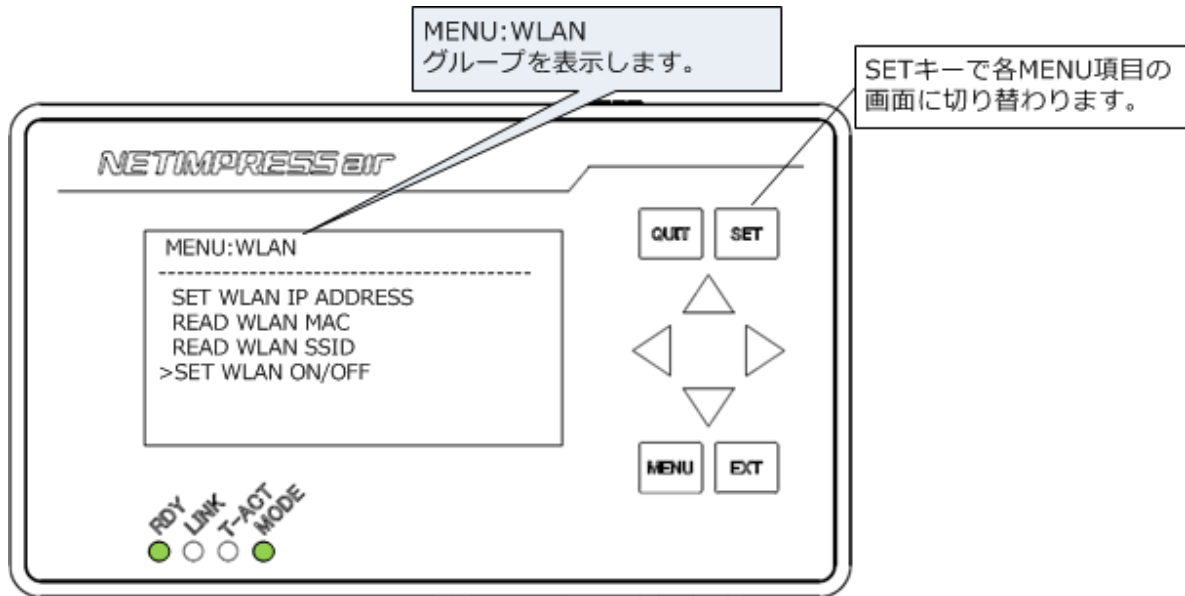 MENU:WLAN
グループを表示します。
SETキーで各MENU項目の
画面に切り替わります。
NETIMPRESS air
QUIT
SET
MENU:WLAN
----------------------------------------
SET WLAN IP ADDRESS
READ WLAN MAC
READ WLAN SSID
>SET WLAN ON/OFF
MENU
EXT
RDY
LINK
T-ACT
MODE